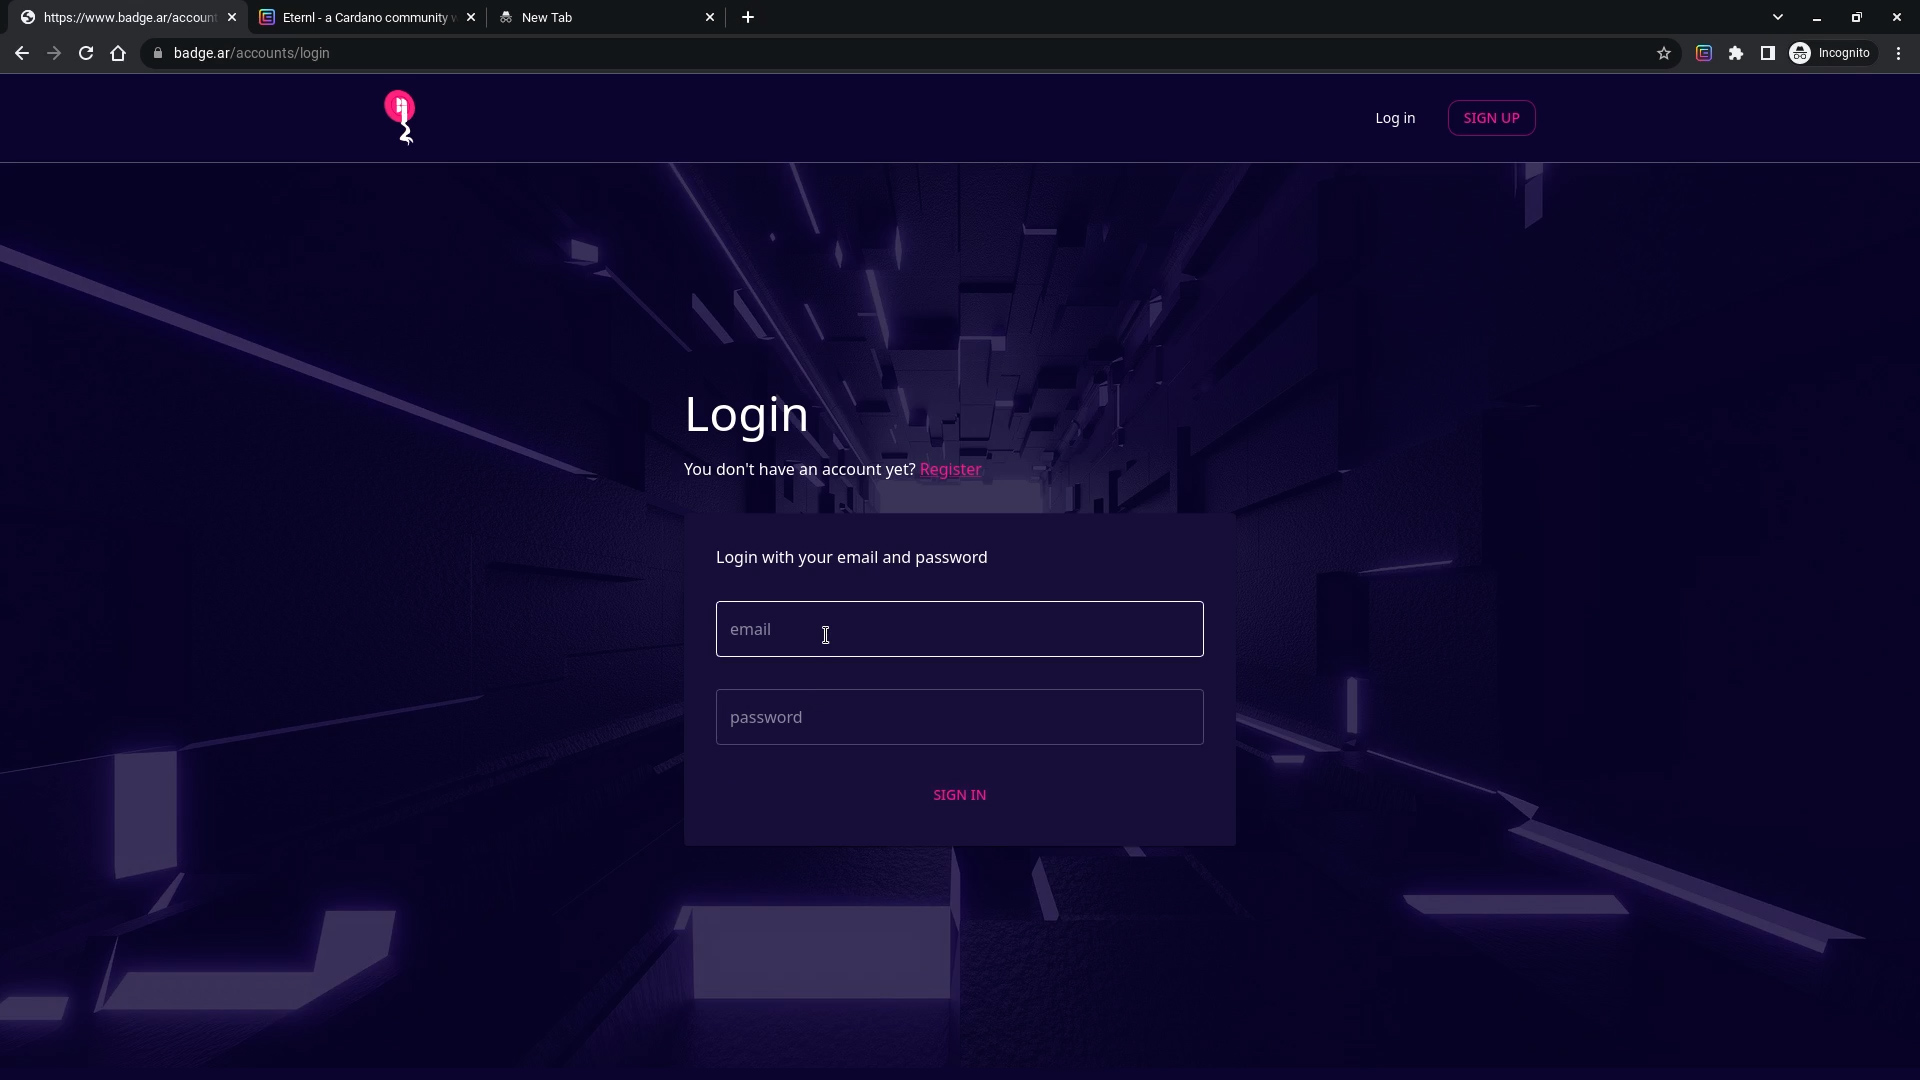 https://www.badge.ar/account
Eternl - a Cardano community w
New Tab
badge.ar/accounts/login
Incognito
Log in
SIGN UP
Login
You don't have an account yet? Register
Login with your email and password
email
password
SIGN IN